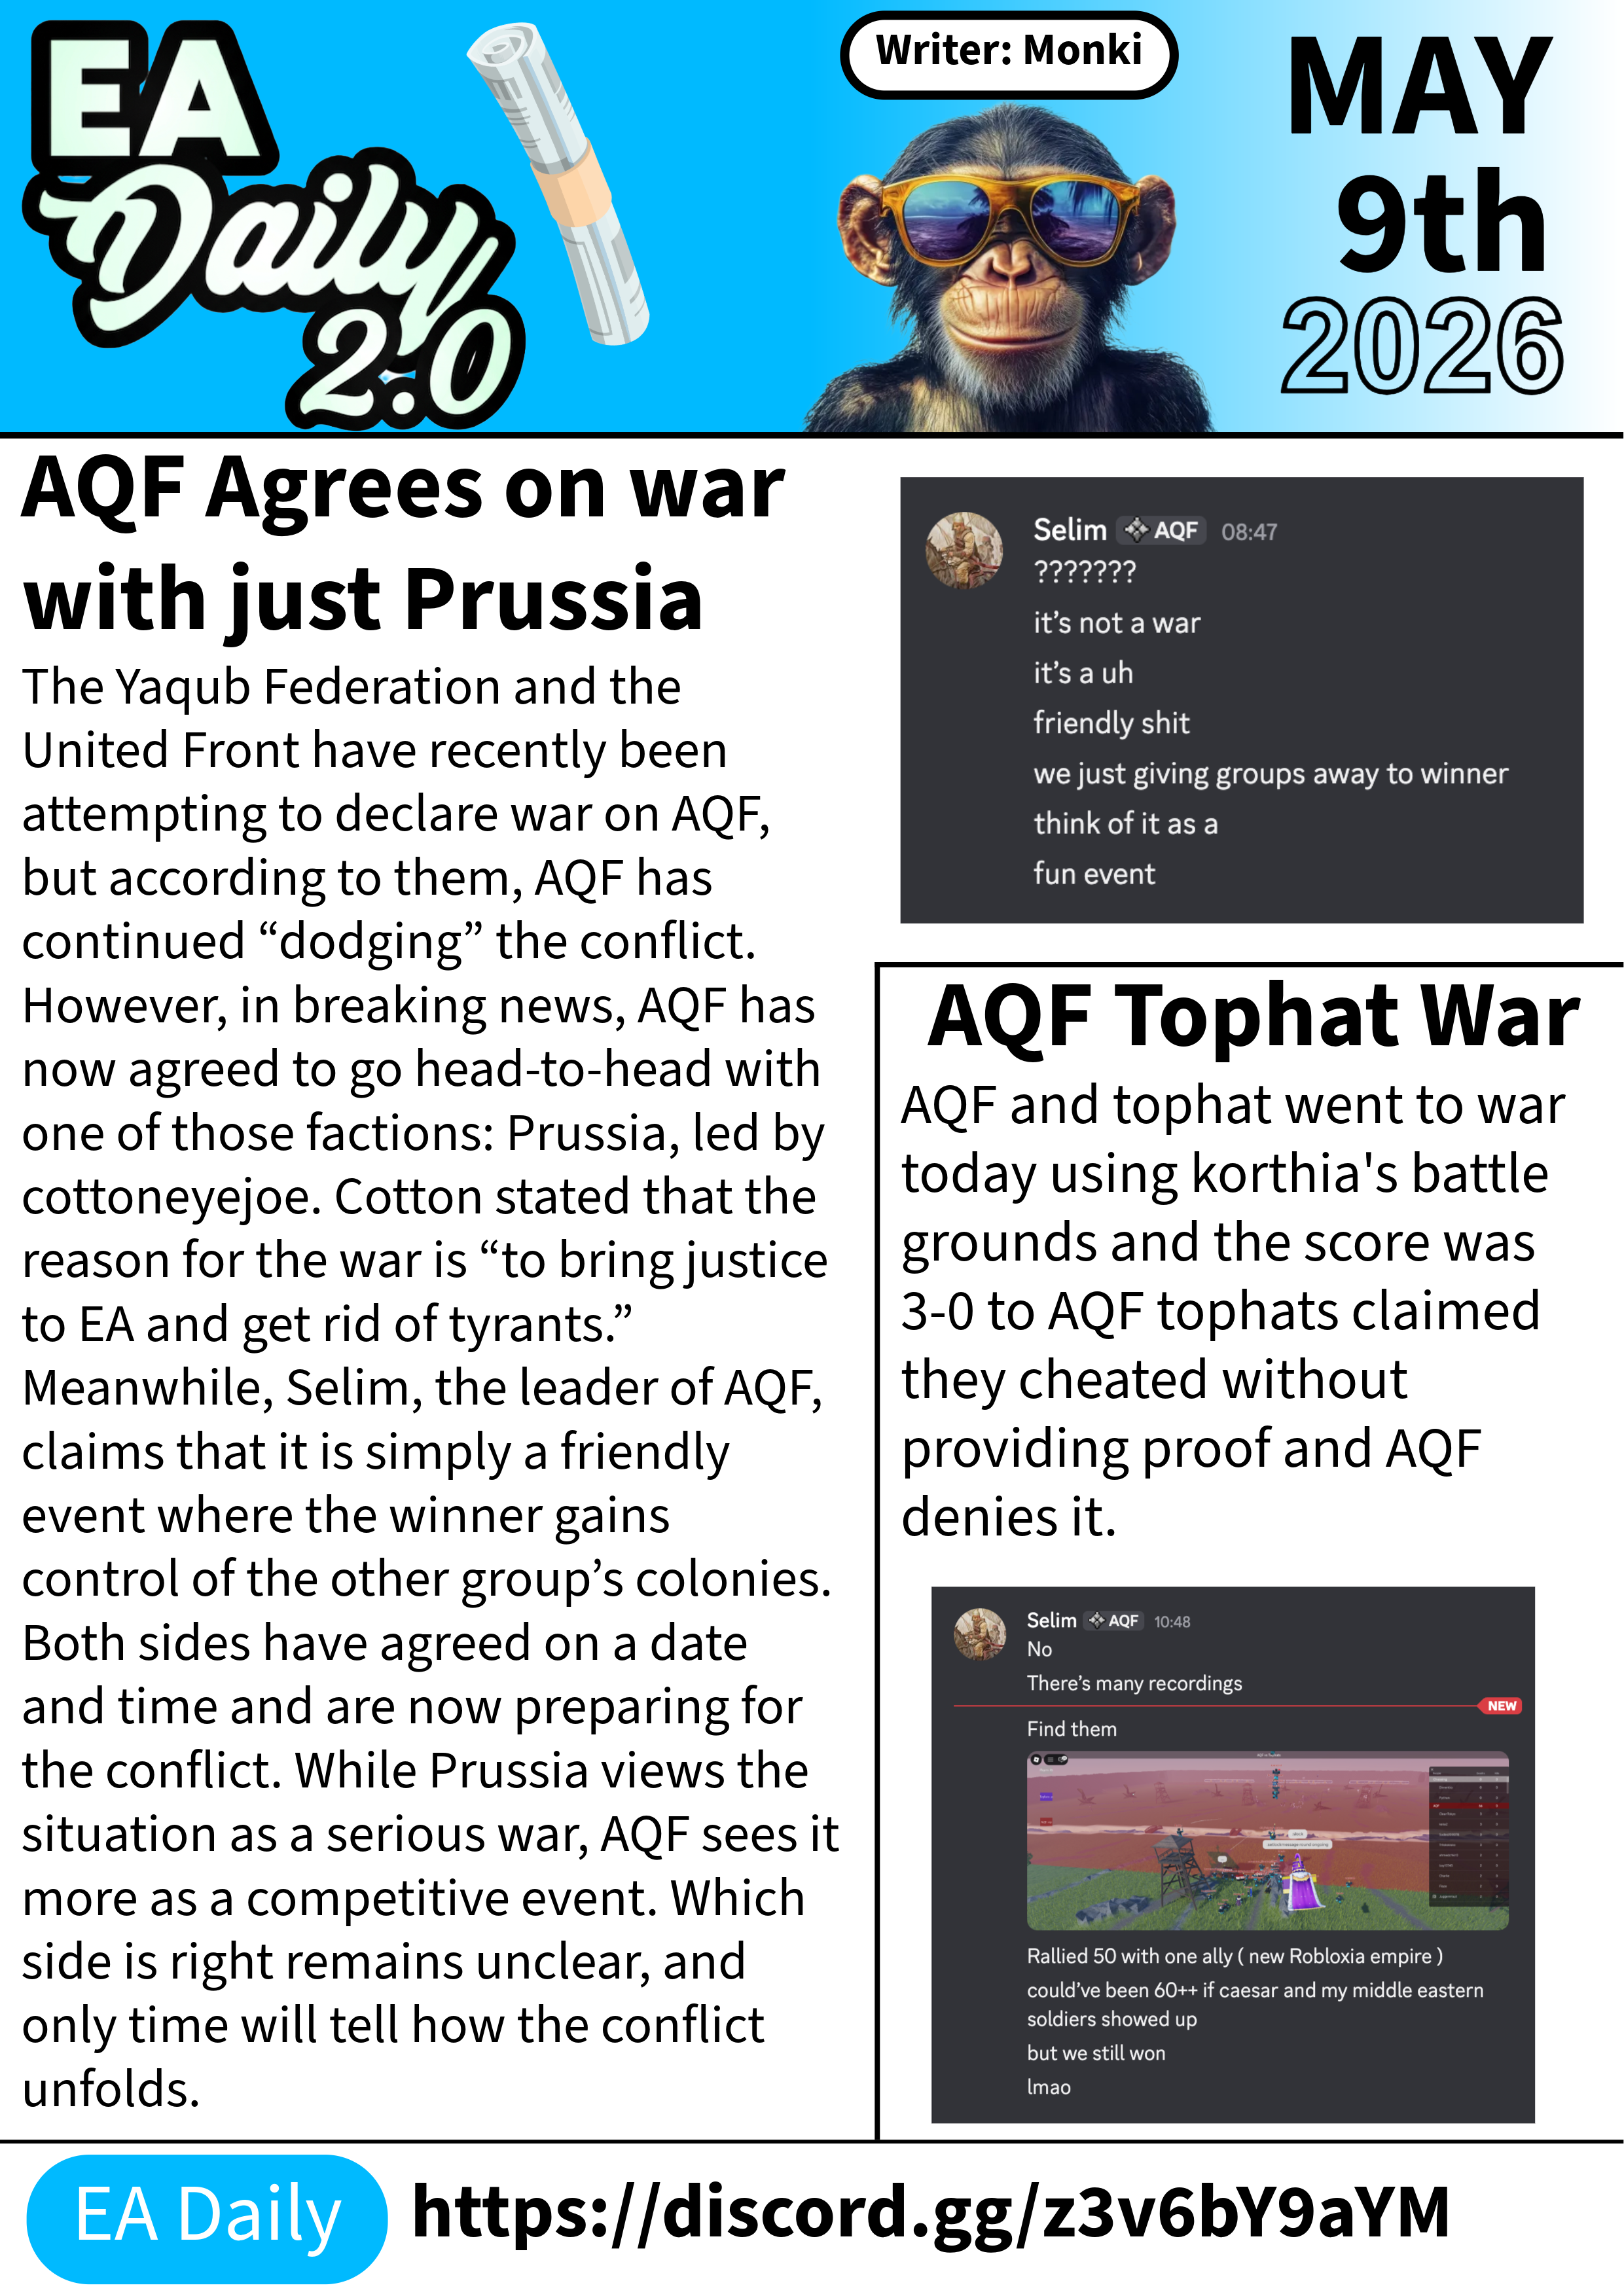 EA
Daily
2.0
Writer: Monki
MAY
9th
2026
AQF Agrees on war
with just Prussia
The Yaqub Federation and the
United Front have recently been
attempting to declare war on AQF,
but according to them, AQF has
continued “dodging” the conflict.
However, in breaking news, AQF has
now agreed to go head-to-head with
one of those factions: Prussia, led by
cottoneyejoe. Cotton stated that the
reason for the war is “to bring justice
to EA and get rid of tyrants.”
Meanwhile, Selim, the leader of AQF,
claims that it is simply a friendly
event where the winner gains
control of the other group’s colonies.
Both sides have agreed on a date
and time and are now preparing for
the conflict. While Prussia views the
situation as a serious war, AQF sees it
more as a competitive event. Which
side is right remains unclear, and
only time will tell how the conflict
unfolds.
Selim AQF 08:47
???????
it’s not a war
it’s a uh
friendly shit
we just giving groups away to winner
think of it as a
fun event
AQF Tophat War
AQF and tophat went to war
today using korthia's battle
grounds and the score was
3-0 to AQF tophats claimed
they cheated without
providing proof and AQF
denies it.
Selim AQF 10:48
No
There’s many recordings
NEW
Find them
Rallied 50 with one ally ( new Robloxia empire )
could’ve been 60++ if caesar and my middle eastern
soldiers showed up
but we still won
lmao
EA Daily
https://discord.gg/z3v6bY9aYM